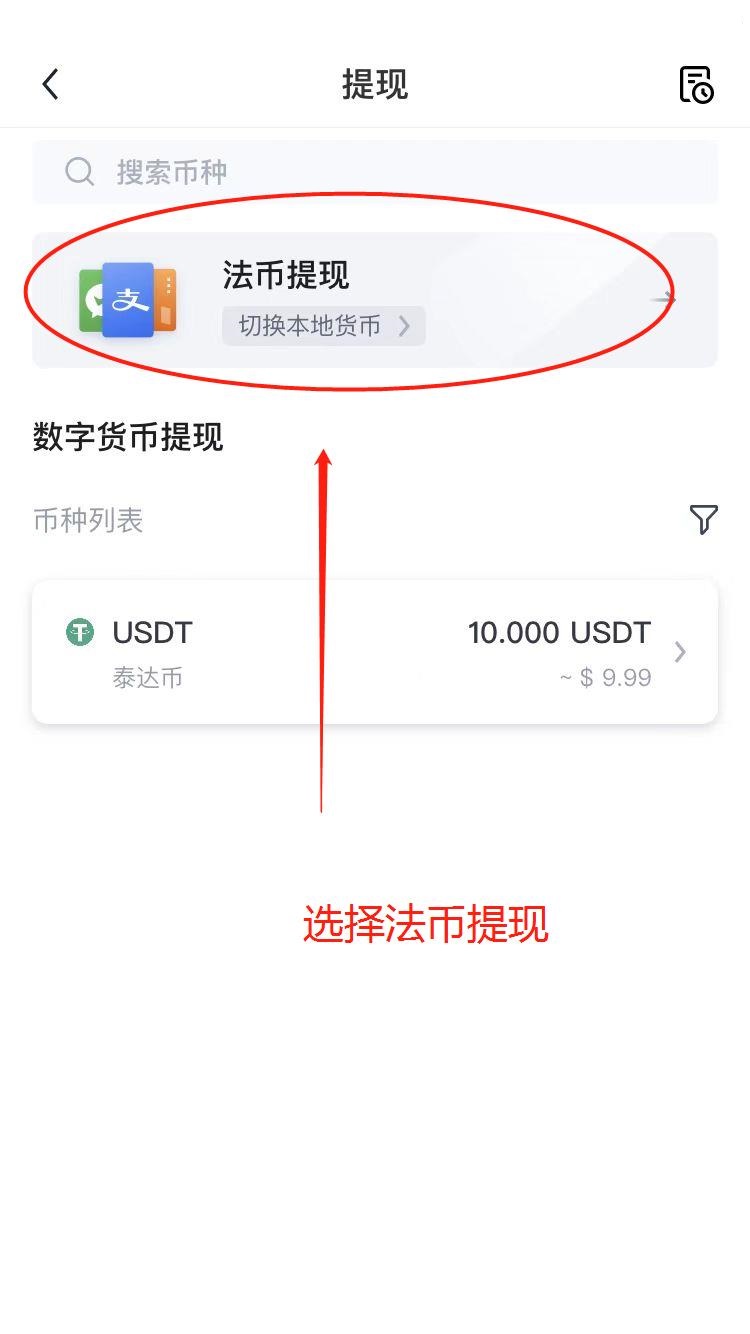 提现
搜索币种
法币提现
支
切换本地货币
数字货币提现
币种列表
USDT
10.000 USDT
泰达币
~ $ 9.99
选择法币提现